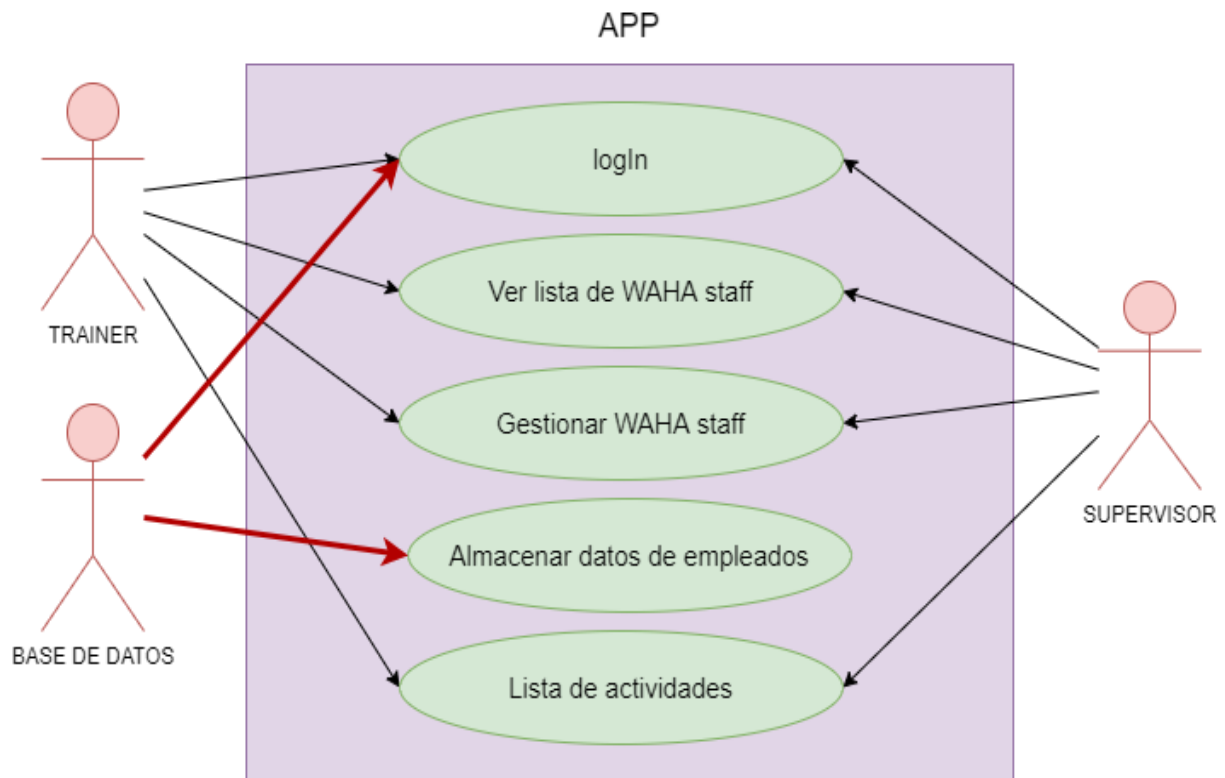 APP
logIn
Ver lista de WAHA staff
TRAINER
Gestionar WAHA staff
SUPERVISOR
Almacenar datos de empleados
BASE DE DATOS
Lista de actividades